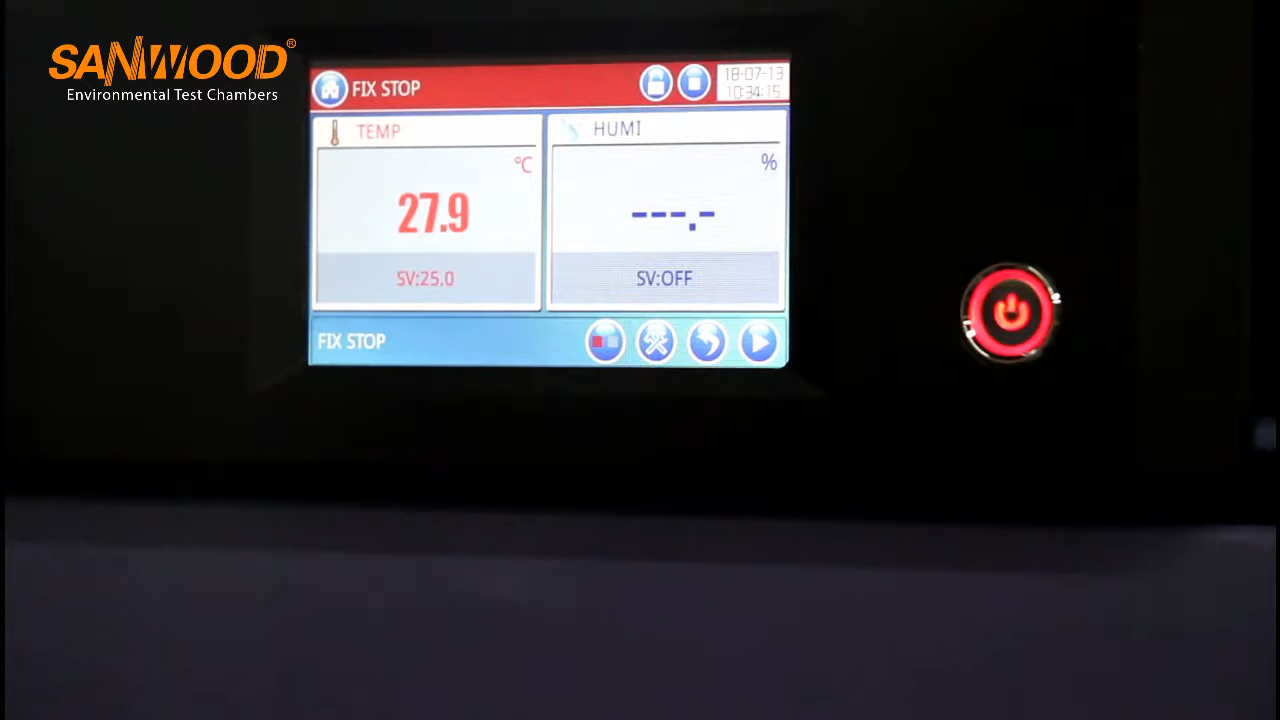 SANWOOD®
Environmental Test Chambers
FIX STOP
18-07-13
10:34:15
TEMP
HUMI
℃
%
27.9
---.-
SV:25.0
SV:OFF
FIX STOP